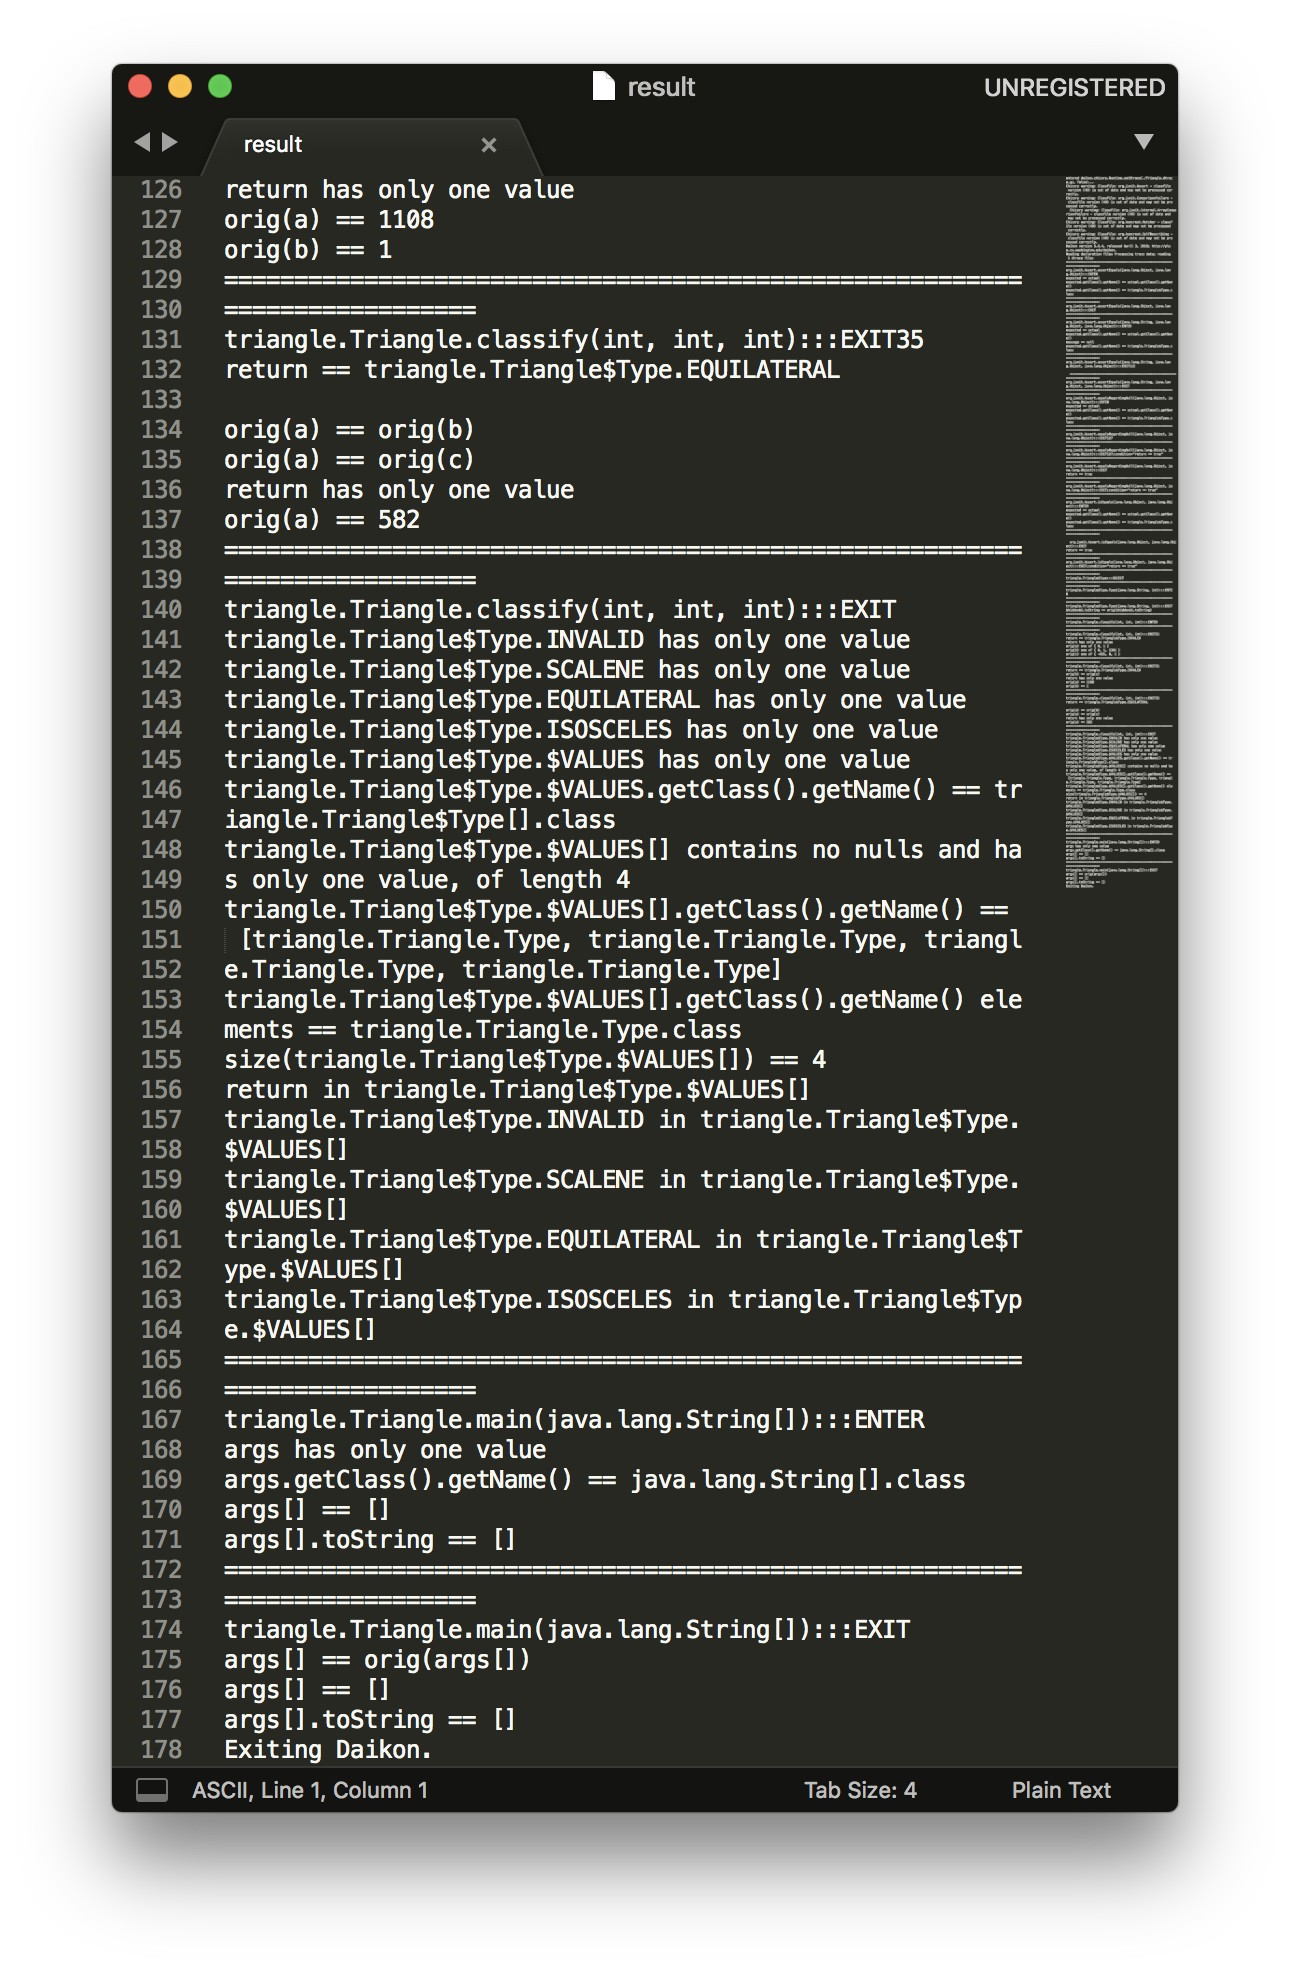 result
UNREGISTERED
result
126 return has only one value
127 orig(a) == 1108
128 orig(b) == 1
129 =========================================================
130 ==================
131 triangle.Triangle.classify(int, int, int):::EXIT35
132 return == triangle.Triangle$Type.EQUILATERAL
133
134 orig(a) == orig(b)
135 orig(a) == orig(c)
136 return has only one value
137 orig(a) == 582
138 =========================================================
139 ==================
140 triangle.Triangle.classify(int, int, int):::EXIT
141 triangle.Triangle$Type.INVALID has only one value
142 triangle.Triangle$Type.SCALENE has only one value
143 triangle.Triangle$Type.EQUILATERAL has only one value
144 triangle.Triangle$Type.ISOSCELES has only one value
145 triangle.Triangle$Type.$VALUES has only one value
146 triangle.Triangle$Type.$VALUES.getClass().getName() == tr
147 iangle.Triangle$Type[].class
148 triangle.Triangle$Type.$VALUES[] contains no nulls and ha
149 s only one value, of length 4
150 triangle.Triangle$Type.$VALUES[].getClass().getName() ==
151  [triangle.Triangle.Type, triangle.Triangle.Type, triangl
152 e.Triangle.Type, triangle.Triangle.Type]
153 triangle.Triangle$Type.$VALUES[].getClass().getName() ele
154 ments == triangle.Triangle.Type.class
155 size(triangle.Triangle$Type.$VALUES[]) == 4
156 return in triangle.Triangle$Type.$VALUES[]
157 triangle.Triangle$Type.INVALID in triangle.Triangle$Type.
158 $VALUES[]
159 triangle.Triangle$Type.SCALENE in triangle.Triangle$Type.
160 $VALUES[]
161 triangle.Triangle$Type.EQUILATERAL in triangle.Triangle$T
162 ype.$VALUES[]
163 triangle.Triangle$Type.ISOSCELES in triangle.Triangle$Typ
164 e.$VALUES[]
165 =========================================================
166 ==================
167 triangle.Triangle.main(java.lang.String[]):::ENTER
168 args has only one value
169 args.getClass().getName() == java.lang.String[].class
170 args[] == []
171 args[].toString == []
172 =========================================================
173 ==================
174 triangle.Triangle.main(java.lang.String[]):::EXIT
175 args[] == orig(args[])
176 args[] == []
177 args[].toString == []
178 Exiting Daikon.
ASCII, Line 1, Column 1
Tab Size: 4
Plain Text